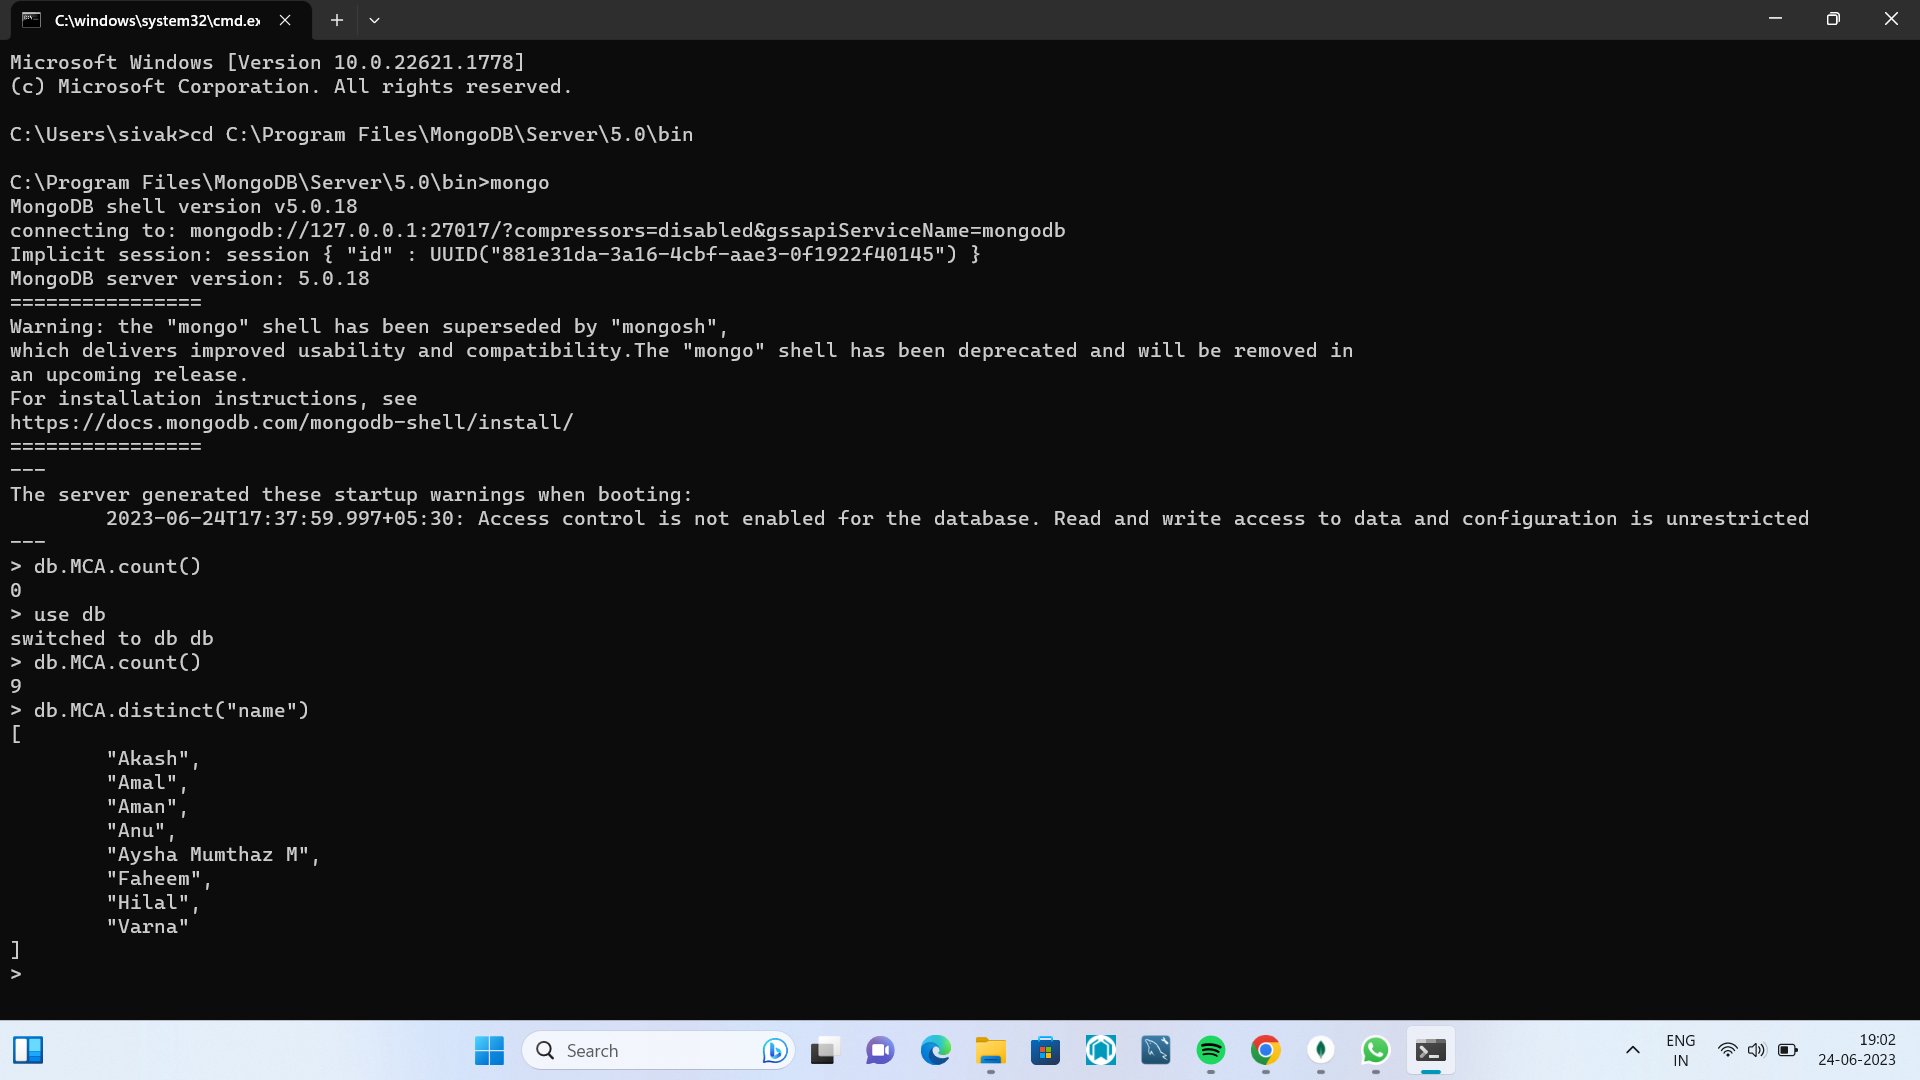 C:\windows\system32\cmd.ex
Microsoft Windows [Version 10.0.22621.1778]
(c) Microsoft Corporation. All rights reserved.
C:\Users\sivak>cd C:\Program Files\MongoDB\Server\5.0\bin
C:\Program Files\MongoDB\Server\5.0\bin>mongo
MongoDB shell version v5.0.18
connecting to: mongodb://127.0.0.1:27017/?compressors=disabled&gssapiServiceName=mongodb
Implicit session: session { "id" : UUID("881e31da-3a16-4cbf-aae3-0f1922f40145") }
MongoDB server version: 5.0.18
================
Warning: the "mongo" shell has been superseded by "mongosh",
which delivers improved usability and compatibility.The "mongo" shell has been deprecated and will be removed in
an upcoming release.
For installation instructions, see
https://docs.mongodb.com/mongodb-shell/install/
================
---
The server generated these startup warnings when booting:
        2023-06-24T17:37:59.997+05:30: Access control is not enabled for the database. Read and write access to data and configuration is unrestricted
---
> db.MCA.count()
0
> use db
switched to db db
> db.MCA.count()
9
> db.MCA.distinct("name")
[
        "Akash",
        "Amal",
        "Aman",
        "Anu",
        "Aysha Mumthaz M",
        "Faheem",
        "Hilal",
        "Varna"
]
>
Search
ENG
IN
19:02
24-06-2023